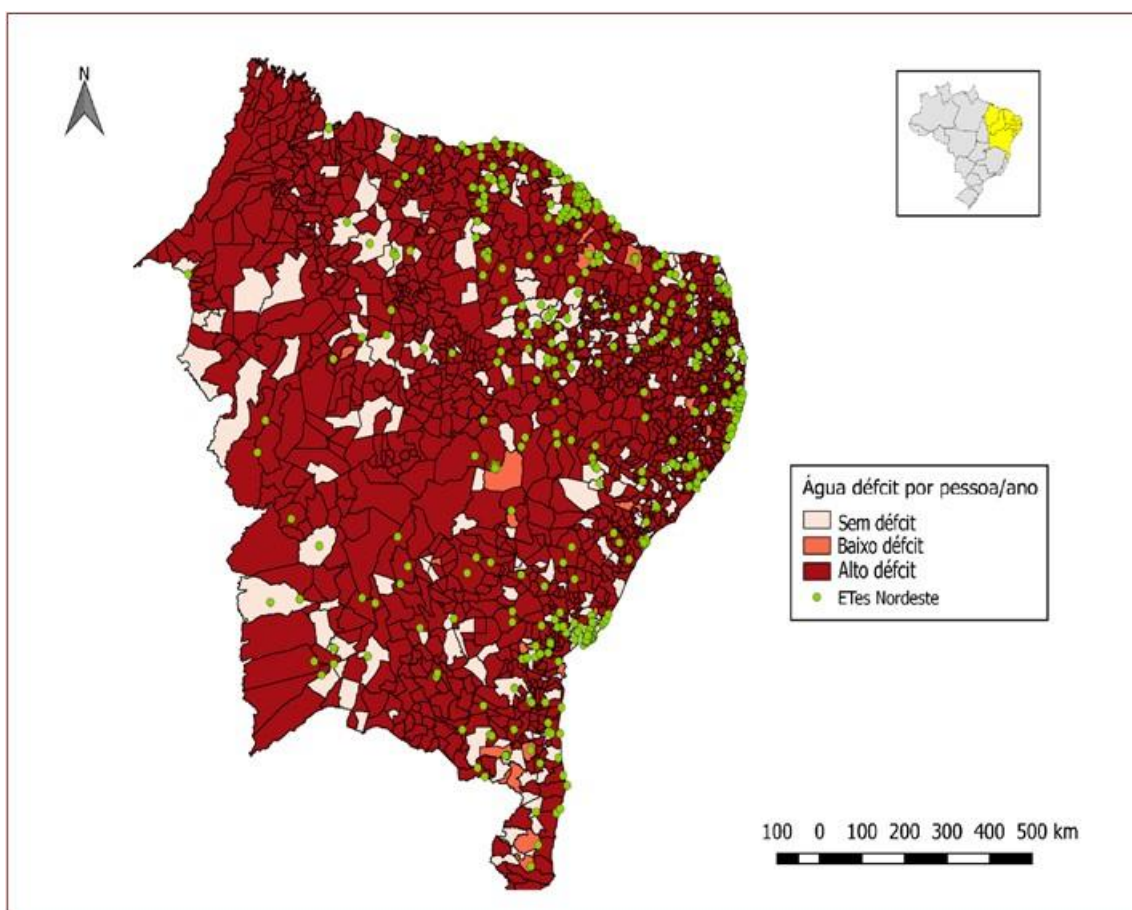 N
Água défcit por pessoa/ano
Sem défcit
Baixo défcit
Alto défcit
ETes Nordeste
100 0 100 200 300 400 500 km